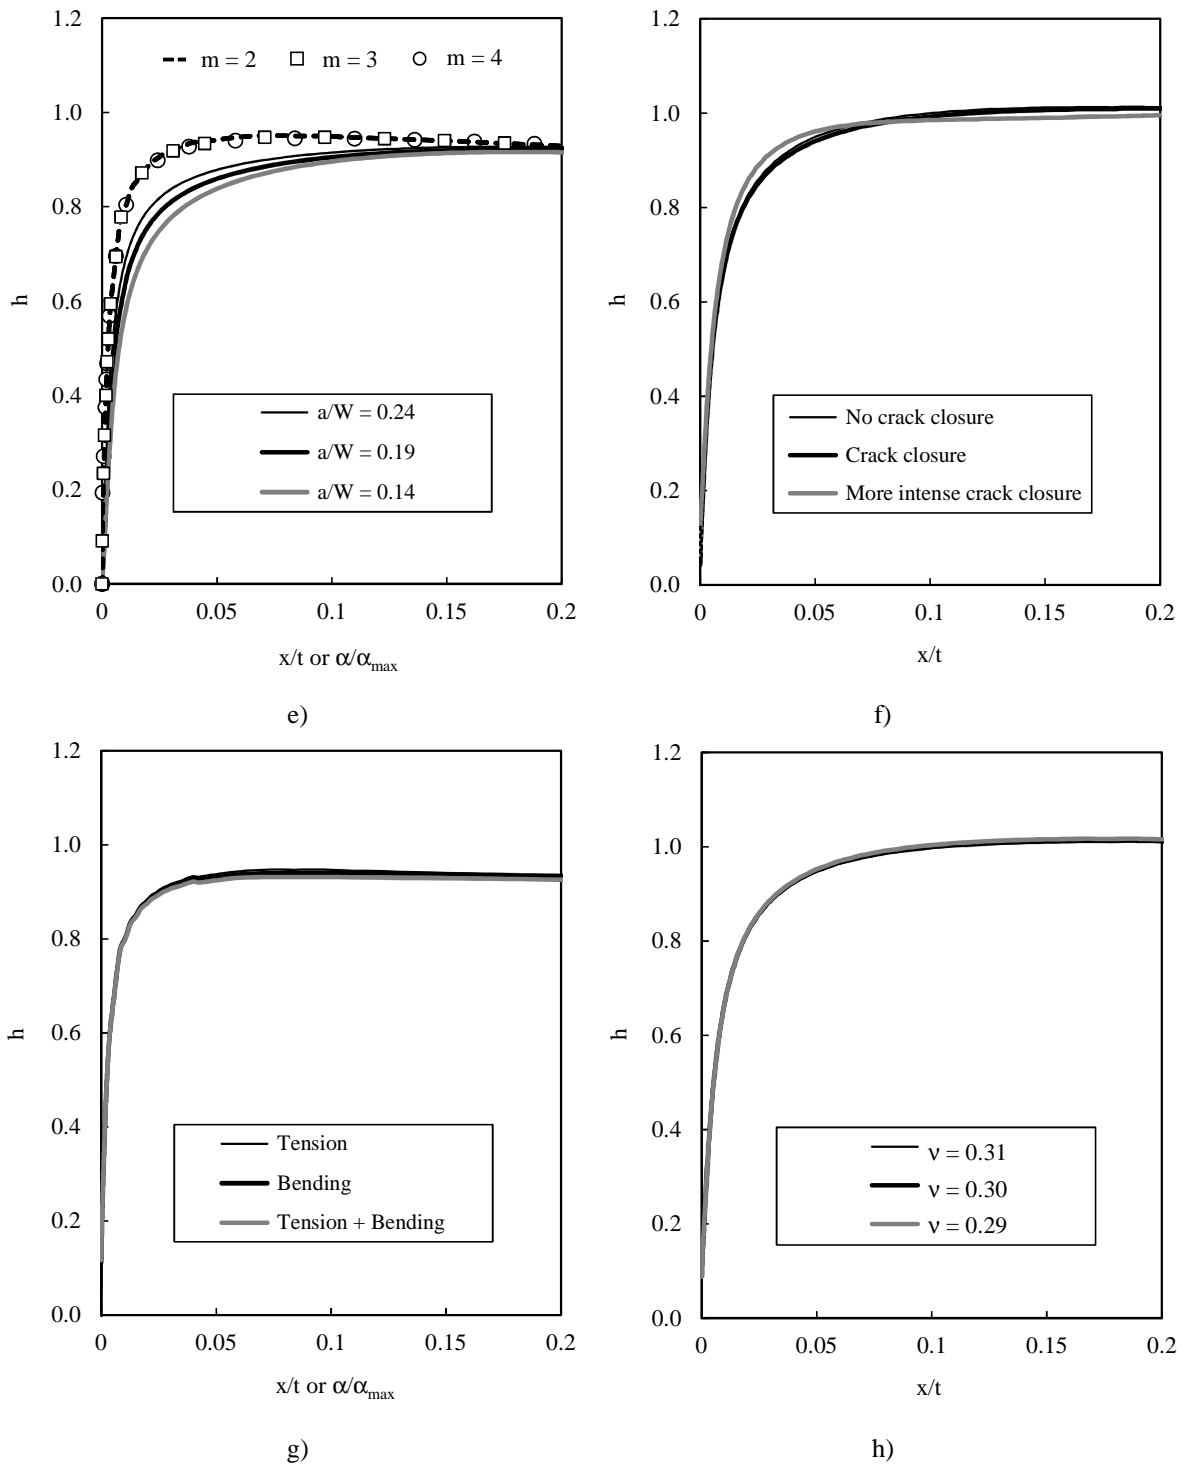 1.2
1.0
0.8
0.6
0.4
0.2
0.0
h
m = 2 m = 3 m = 4
a/W = 0.24
a/W = 0.19
a/W = 0.14
0 0.05 0.1 0.15 0.2
x/t or α/αmax
e)
1.2
1.0
0.8
0.6
0.4
0.2
0.0
h
No crack closure
Crack closure
More intense crack closure
0 0.05 0.1 0.15 0.2
x/t
f)
1.2
1.0
0.8
0.6
0.4
0.2
0.0
h
Tension
Bending
Tension + Bending
0 0.05 0.1 0.15 0.2
x/t or α/αmax
g)
1.2
1.0
0.8
0.6
0.4
0.2
0.0
h
ν = 0.31
ν = 0.30
ν = 0.29
0 0.05 0.1 0.15 0.2
x/t
h)